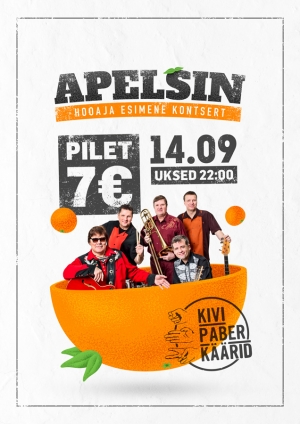 APELSIN
HOOAJA ESIMENE KONTSERT
PILET
7€
14.09
UKSED 22:00
KIVI
PABER
KÄÄRID